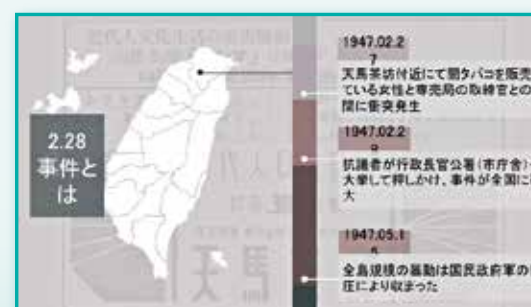 2.28
事件と
は
1947.02.2
7
天馬茶坊付近にて闇タバコを販売
ている女性と専売局の取締官との
間に衝突発生
1947.02.2
8
抗議者が行政長官公署(市庁舎)
大挙して押しかけ、事件が全国に
大
1947.05.1
6
全島規模の暴動は国民政府軍の
圧により収まった
天馬